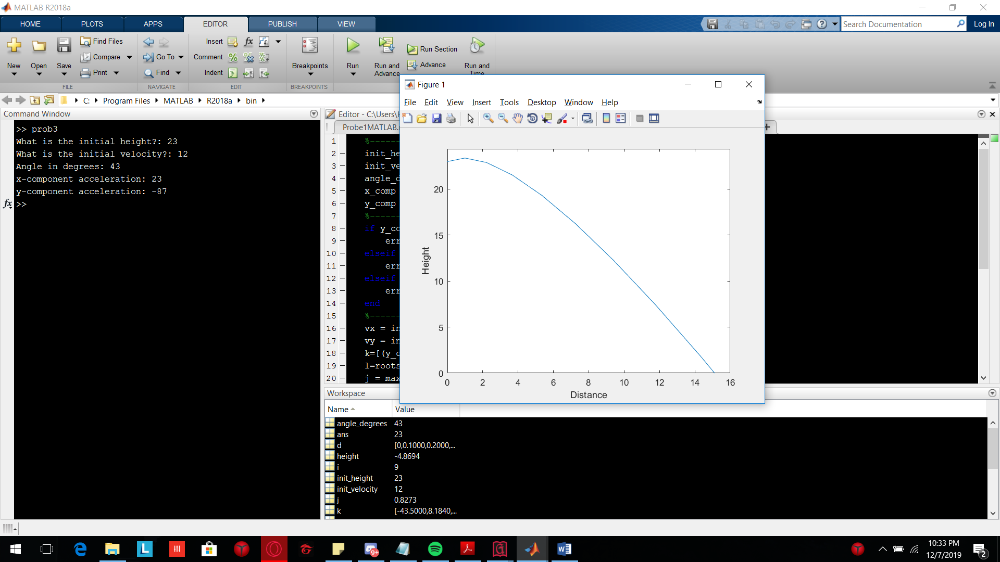 MATLAB R2018a
HOME PLOTS APPS EDITOR PUBLISH VIEW
Search Documentation
Log In
New
Open
Save
Find Files
Compare
Print
FILE
Go To
Find
NAVIGATE
Insert
Comment
Indent
EDIT
Breakpoints
BREAKPOINTS
Run
Run and
Advance
Run Section
Advance
Run and
Time
C: Program Files MATLAB R2018a bin
Command Window
>> prob3
What is the initial height?: 23
What is the initial velocity?: 12
Angle in degrees: 43
x-component acceleration: 23
y-component acceleration: -87
fx >>
Editor - C:\Users\
Probe1MATLAB.
1 %-------
2 init_he
3 init_ve
4 angle_d
5 x_comp
6 y_comp
7 %-------
8 if y_co
9 err
10 elseif
11 err
12 elseif
13 err
14 end
15 %-------
16 vx = in
17 vy = in
18 k=[(y_c
19 l=roots
20 j = max
Figure 1
File Edit View Insert Tools Desktop Window Help
20
15
10
5
0
Height
0 2 4 6 8 10 12 14 16
Distance
Workspace
Name Value
angle_degrees 43
ans 23
d [0,0.1000,0.2000,...
height -4.8694
i 9
init_height 23
init_velocity 12
j 0.8273
k [-43.5000,8.1840,...
9+
10:33 PM
12/7/2019
2